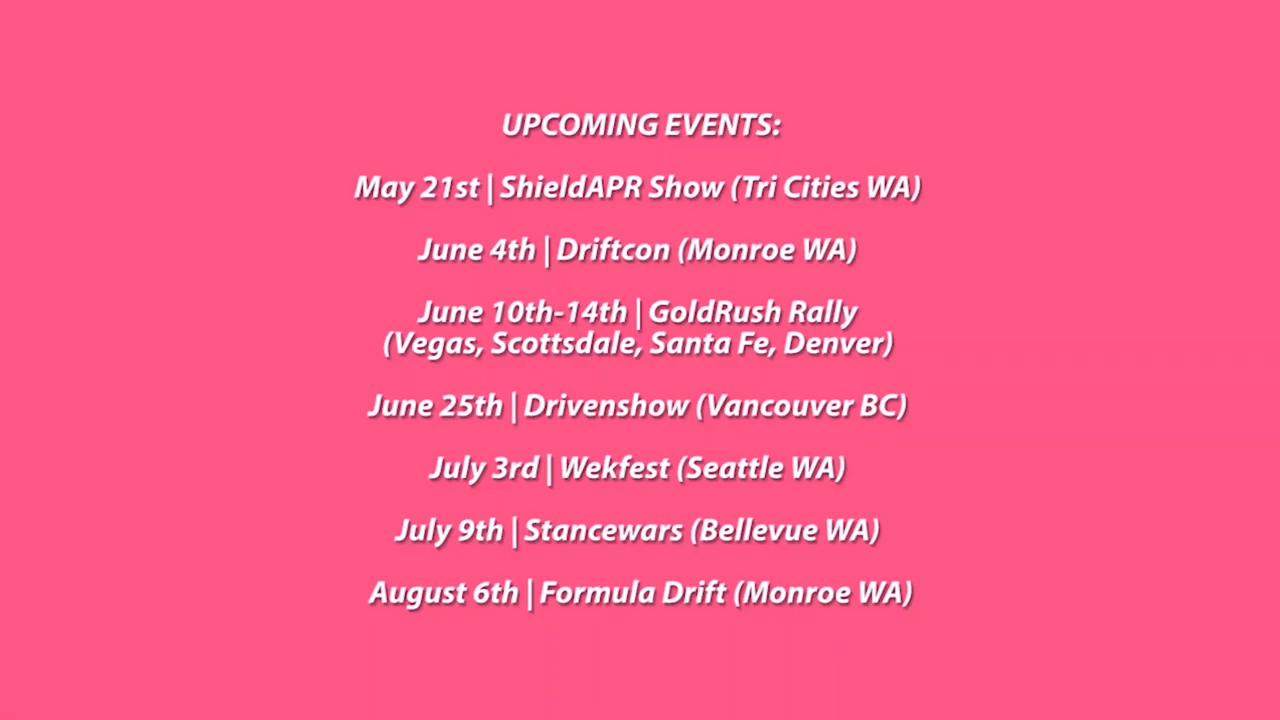 UPCOMING EVENTS:
May 21st | ShieldAPR Show (Tri Cities WA)
June 4th | Driftcon (Monroe WA)
June 10th-14th | GoldRush Rally
(Vegas, Scottsdale, Santa Fe, Denver)
June 25th | Drivenshow (Vancouver BC)
July 3rd | Wekfest (Seattle WA)
July 9th | Stancewars (Bellevue WA)
August 6th | Formula Drift (Monroe WA)